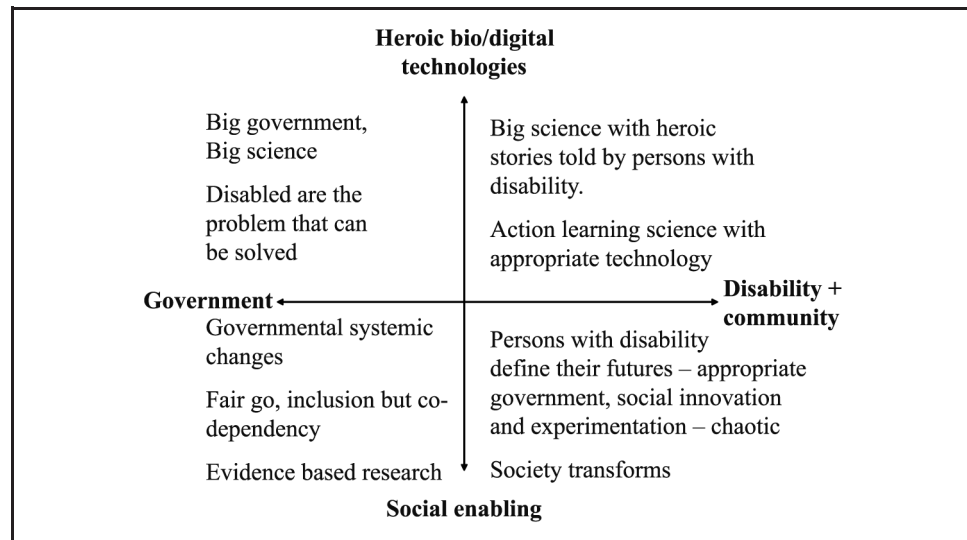 Heroic bio/digital
technologies
Big government,
Big science
Disabled are the
problem that can
be solved
Big science with heroic
stories told by persons with
disability.
Action learning science with
appropriate technology
Government
Disability +
community
Governmental systemic
changes
Fair go, inclusion but co-
dependency
Evidence based research
Persons with disability
define their futures – appropriate
government, social innovation
and experimentation – chaotic
Society transforms
Social enabling